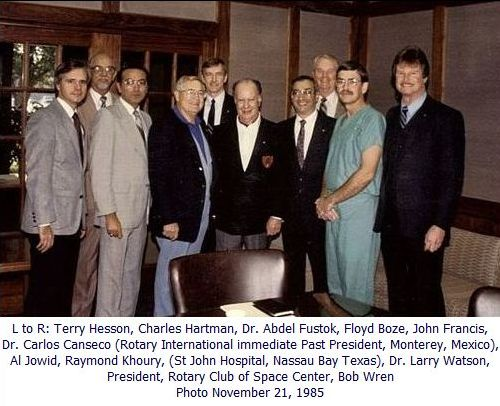 L to R: Terry Hesson, Charles Hartman, Dr. Abdel Fustok, Floyd Boze, John Francis,
Dr. Carlos Canseco (Rotary International immediate Past President, Monterey, Mexico),
Al Jowid, Raymond Khoury, (St John Hospital, Nassau Bay Texas), Dr. Larry Watson,
President, Rotary Club of Space Center, Bob Wren
Photo November 21, 1985